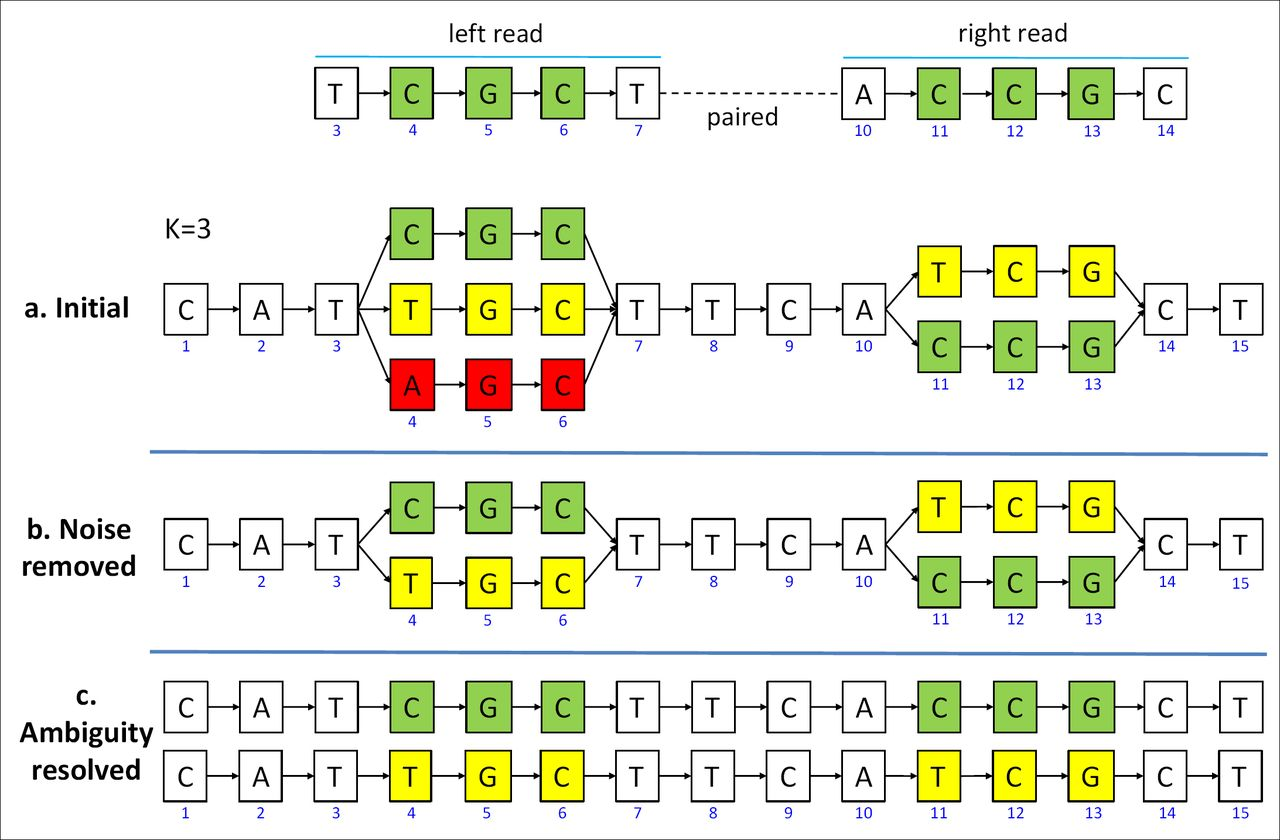 left read right read
T C G C T A C C G C
3 4 5 6 7 paired 10 11 12 13 14
K=3
C G C
T C G
a. Initial C A T T G C T T C A C T
1 2 3 7 8 9 10 14 15
C C G
A G C 11 12 13
4 5 6
C G C T C G
b. Noise removed C A T T T C A C T
1 2 3 7 8 9 10 14 15
T G C C C G
4 5 6 11 12 13
c. Ambiguity resolved
C A T C G C T T C A C C G C T
C A T T G C T T C A T C G C T
1 2 3 4 5 6 7 8 9 10 11 12 13 14 15